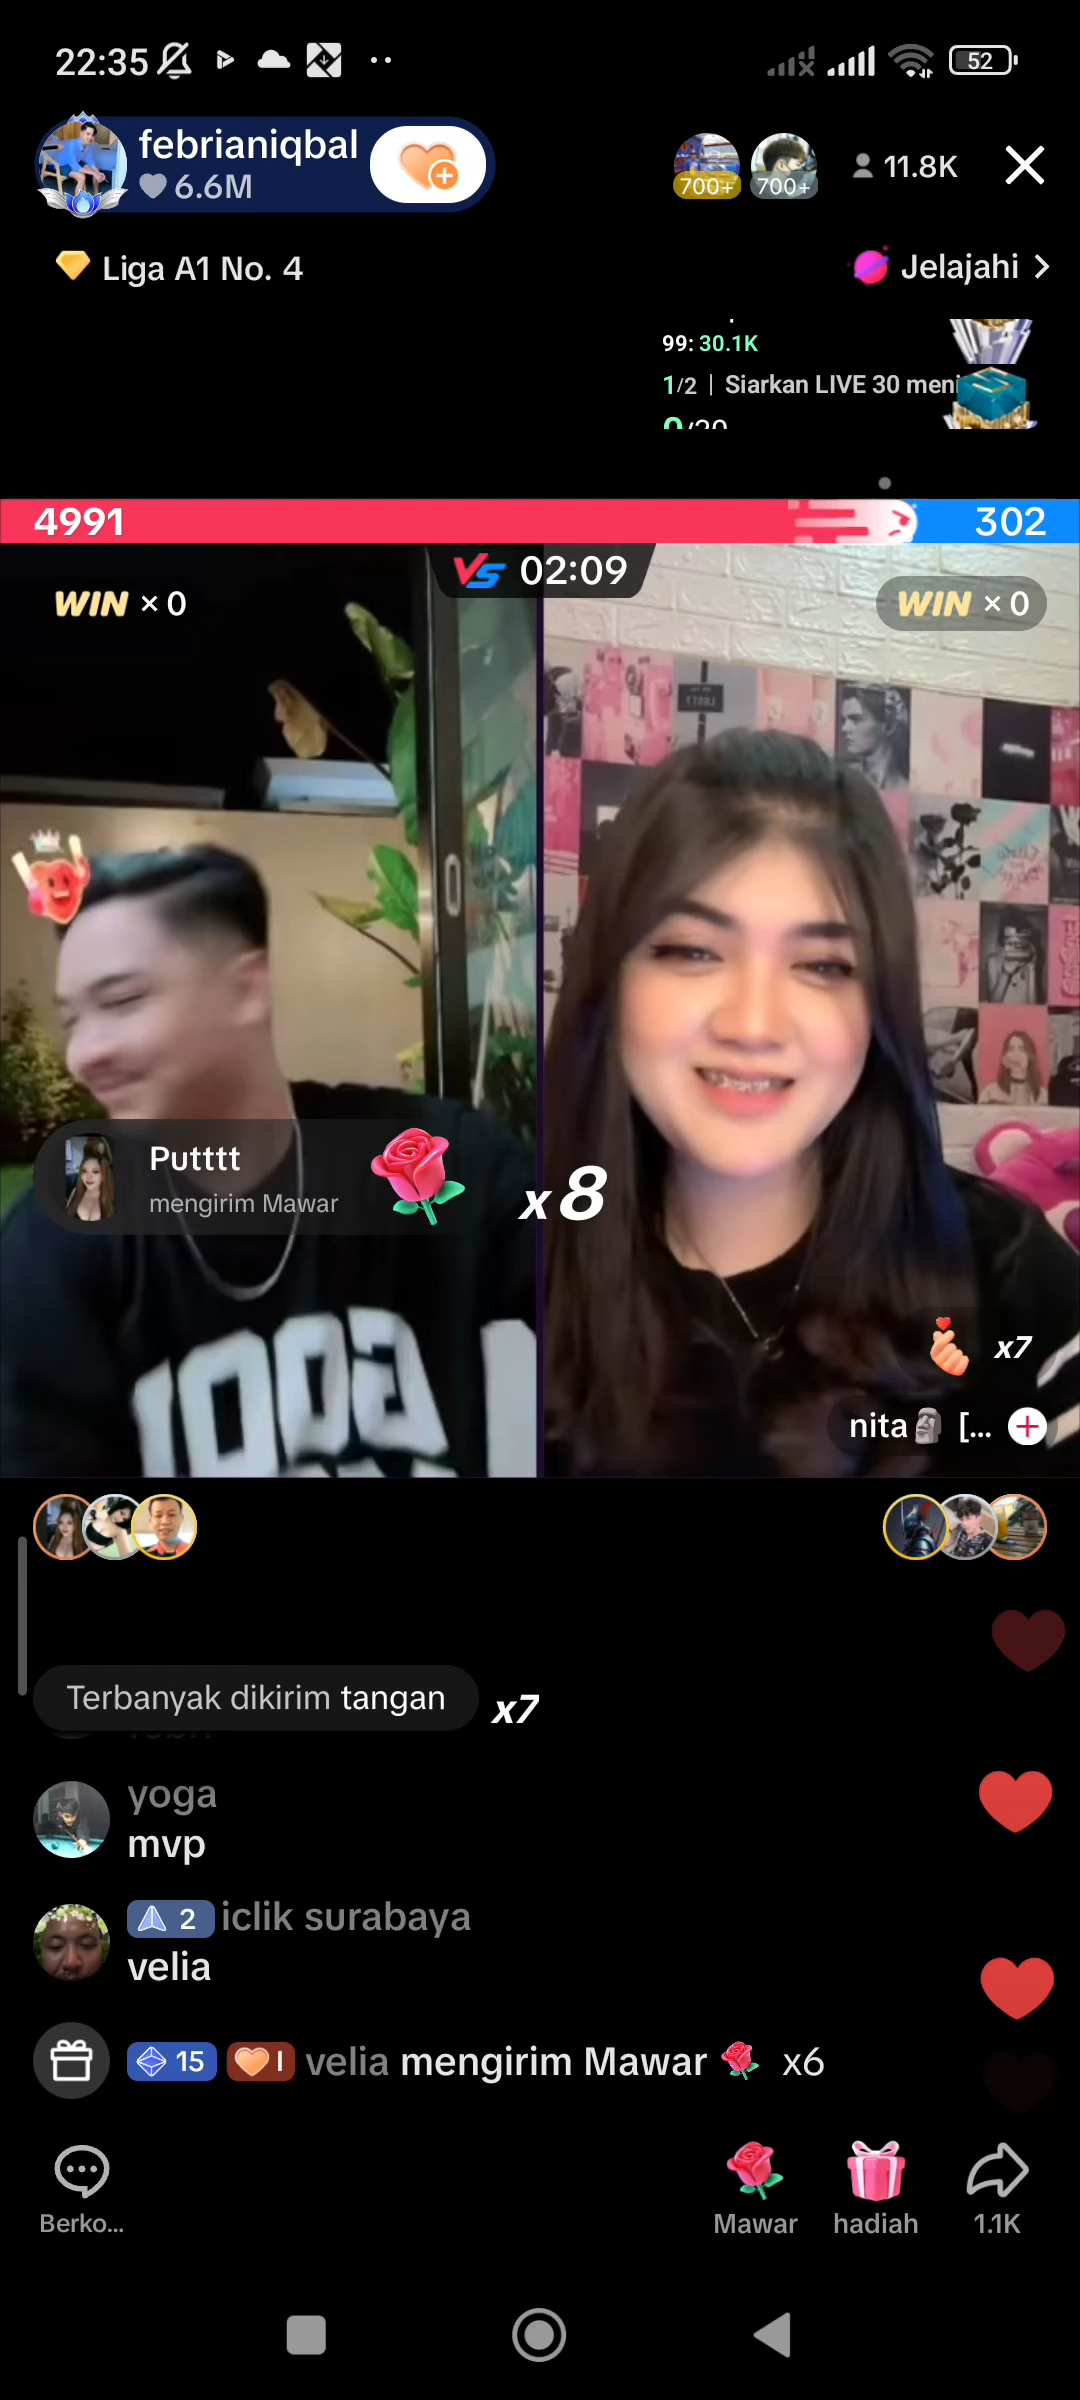 22:35
52
febrianiqbal
6.6M
700+
700+
11.8K
Liga A1 No. 4
Jelajahi
99: 30.1K
1/2 | Siarkan LIVE 30 meni
0/20
4991
302
VS 02:09
WIN × 0
WIN × 0
Putttt
mengirim Mawar
x8
x7
nita🗿 [...
Terbanyak dikirim tangan x7
yoga
mvp
2 iclik surabaya
velia
15 I velia mengirim Mawar x6
Berko...
Mawar
hadiah
1.1K